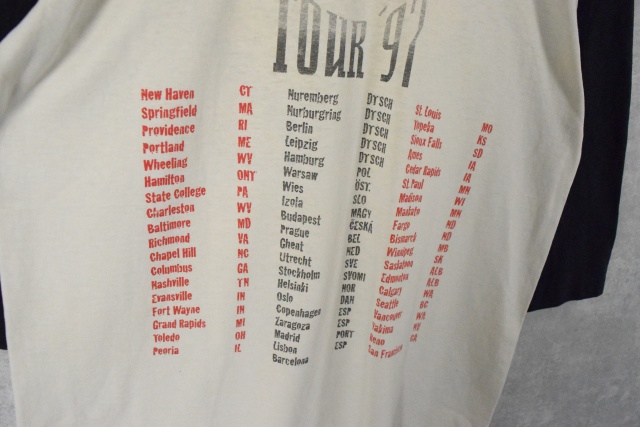 TOUR '97
New Haven CT
Springfield MA
Providence RI
Portland ME
Wheeling WV
Hamilton ONT
State College PA
Charleston WV
Baltimore MD
Richmond VA
Chapel Hill NC
Columbus GA
Nashville TN
Evansville IN
Fort Wayne IN
Grand Rapids MI
Toledo OH
Peoria IL
Nuremberg DTSCH
Nurburgring DTSCH
Berlin DTSCH
Leipzig DTSCH
Hamburg DTSCH
Warsaw POL
Wies ÖST.
Izola SLO
Budapest MAGY
Prague ČESKÁ
Ghent BEL
Utrecht NED
Stockholm SVE
Helsinki SVOMI
Oslo NOR
Copenhagen DAN
Zaragoza ESP
Madrid ESP
Lisbon PORT
Barcelona ESP
St. Louis MO
Topeka KS
Sioux Falls SD
Ames IA
Cedar Rapids IA
St Paul MN
Madison WI
Mankato MN
Fargo ND
Bismarck ND
Winnipeg MB
Saskatoon SK
Edmonton ALB
Calgary ALB
Seattle WA
Vancouver BC
Yakima WA
Reno NV
San Francisco CA